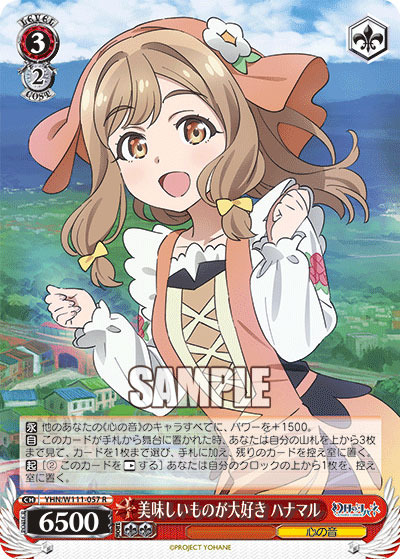 LEVEL
3
2
COST
SAMPLE
永 他のあなたの《心の音》のキャラすべてに、パワーを+1500。
自 このカードが手札から舞台に置かれた時、あなたは自分の山札を上から3枚
まで見て、カードを1枚まで選び、手札に加え、残りのカードを控え室に置く。
起 [② このカードを する] あなたは自分のクロックの上から1枚を、控え
室に置く。
CH YHN/W111-057 R
6500
美味しいものが大好き ハナマル
心の音
©PROJECT YOHANE